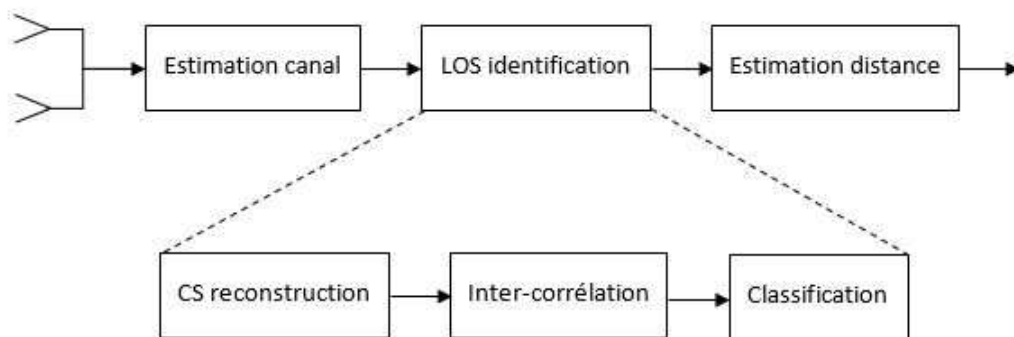 Estimation canal
LOS identification
Estimation distance
CS reconstruction
Inter-corrélation
Classification